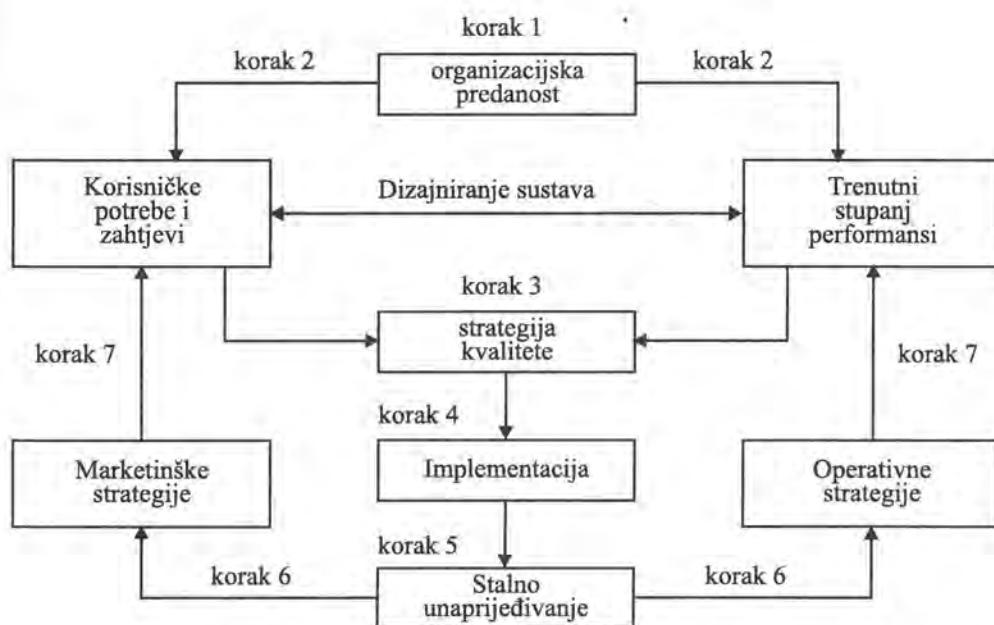 korak 1
korak 2
organizacijska
predanost
korak 2
Korisničke
potrebe i
zahtjevi
Dizajniranje sustava
Trenutni
stupanj
performansi
korak 3
strategija
kvalitete
korak 7
korak 7
korak 4
Marketinške
strategije
Implementacija
Operativne
strategije
korak 5
korak 6
Stalno
unaprijeđivanje
korak 6